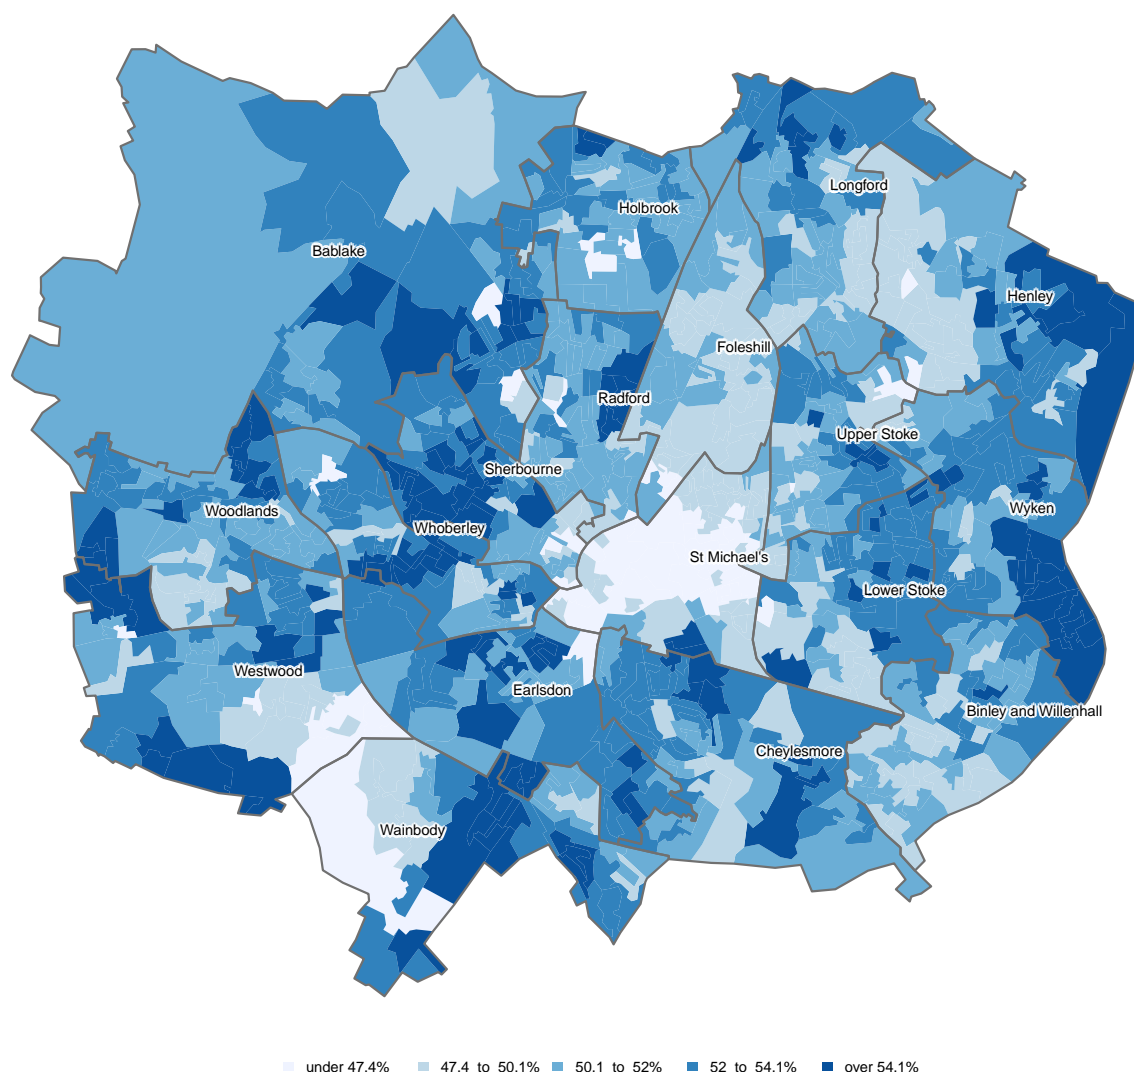 Longford
Holbrook
Bablake
Henley
Foleshill
Radford
Upper Stoke
Sherbourne
Woodlands
Wyken
Whoberley
St Michael's
Lower Stoke
Westwood
Earlsdon
Binley and Willenhall
Cheylesmore
Wainbody
under 47.4% 47.4 to 50.1% 50.1 to 52% 52 to 54.1% over 54.1%